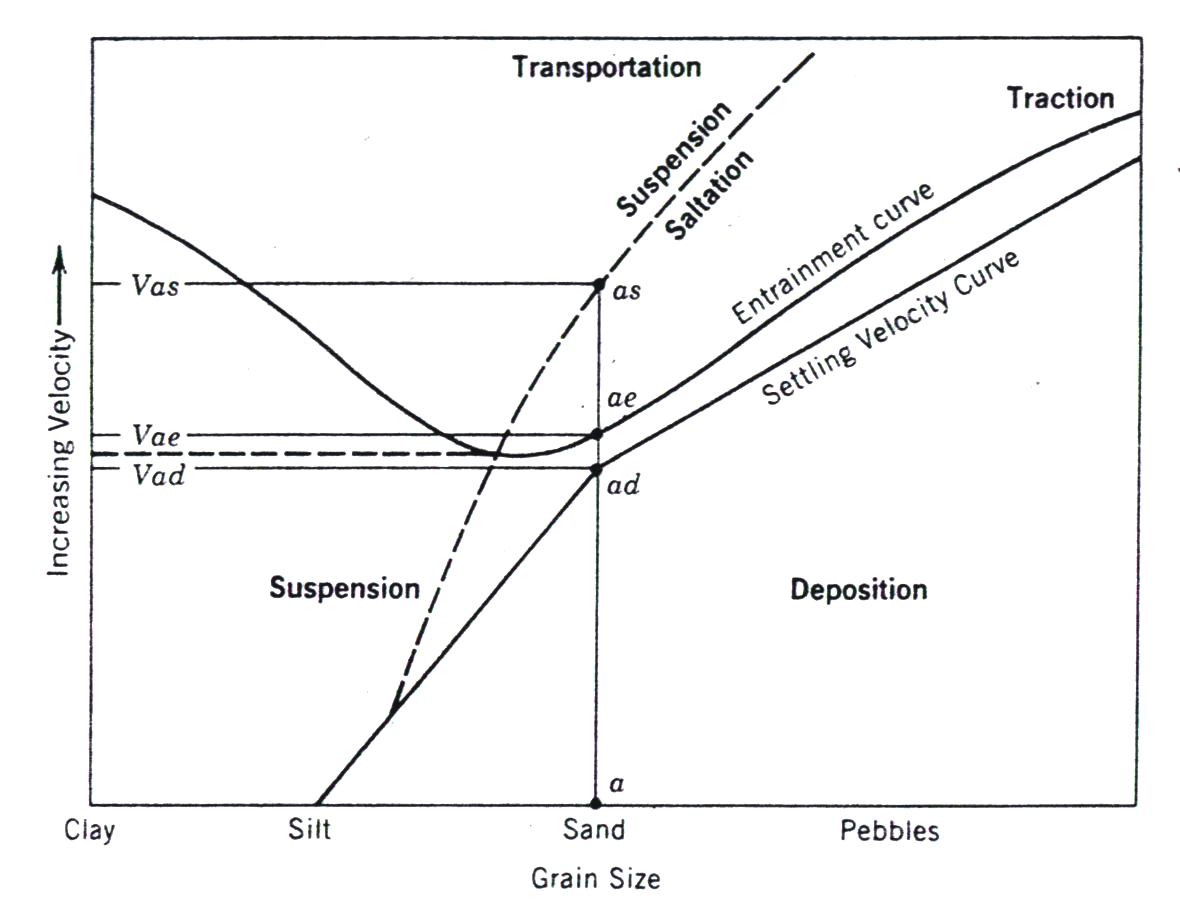 Transportation
Traction
Suspension
Saltation
Entrainment curve
Settling Velocity Curve
Increasing Velocity
Vas
as
ae
Vae
Vad
ad
Suspension
Deposition
a
Clay
Silt
Sand
Pebbles
Grain Size